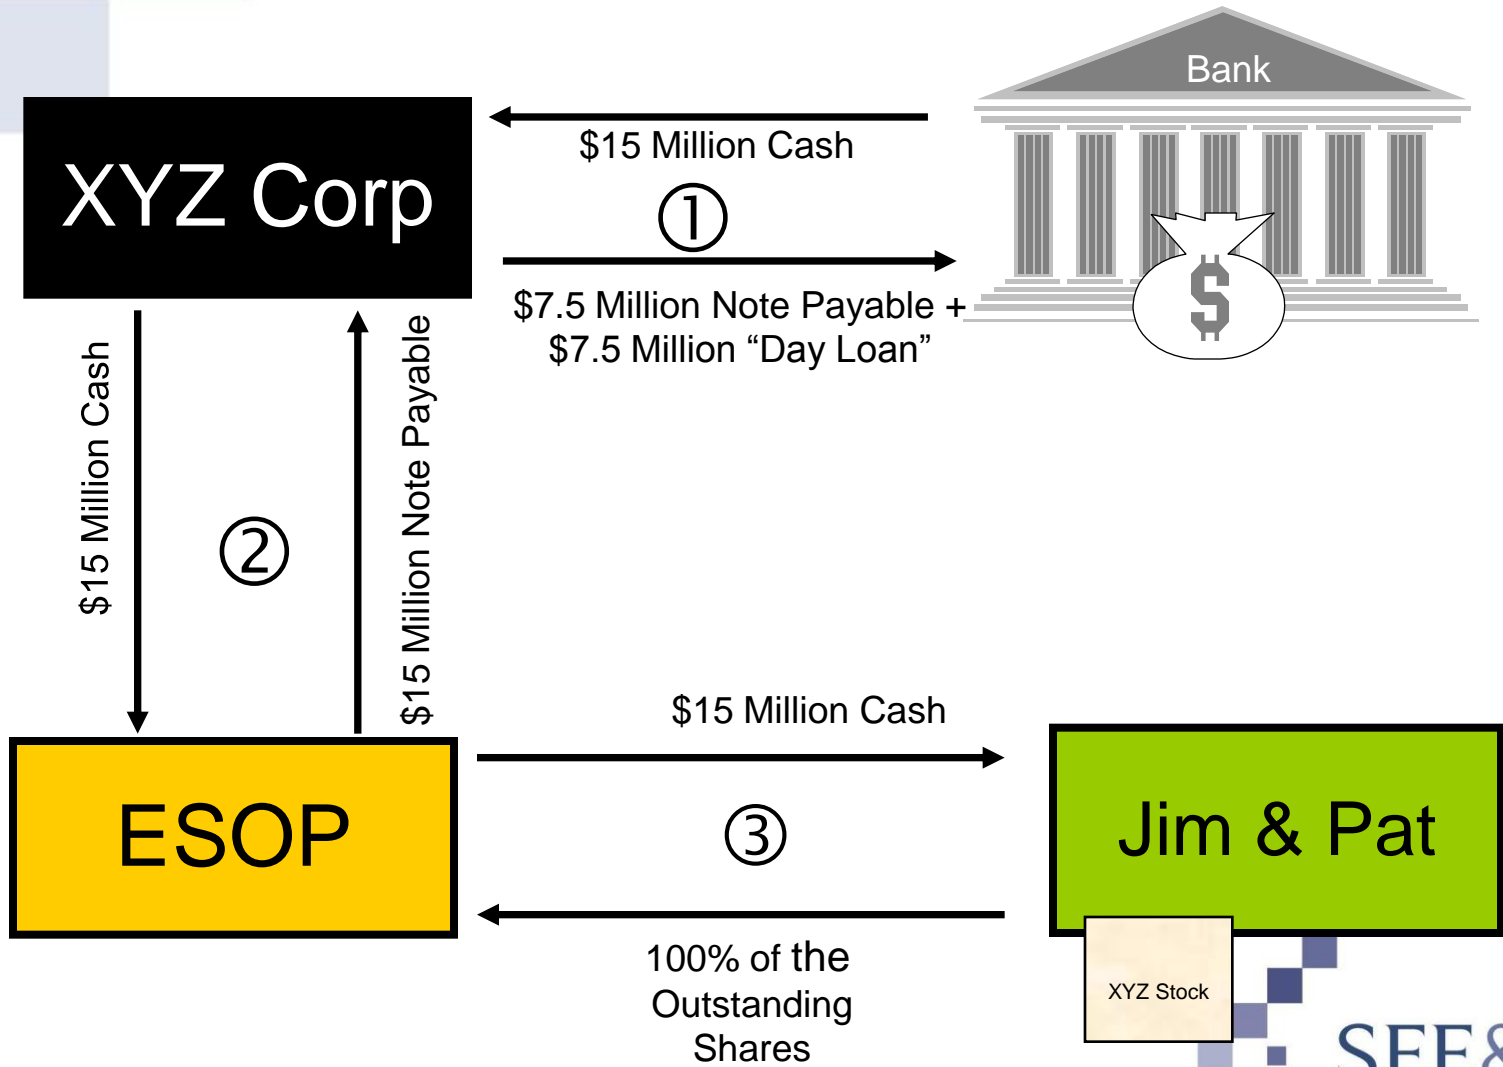 Bank
$15 Million Cash
XYZ Corp
①
$7.5 Million Note Payable +
$7.5 Million “Day Loan”
$15 Million Cash
②
$15 Million Note Payable
$15 Million Cash
ESOP
③
Jim & Pat
100% of the
Outstanding
Shares
XYZ Stock
$